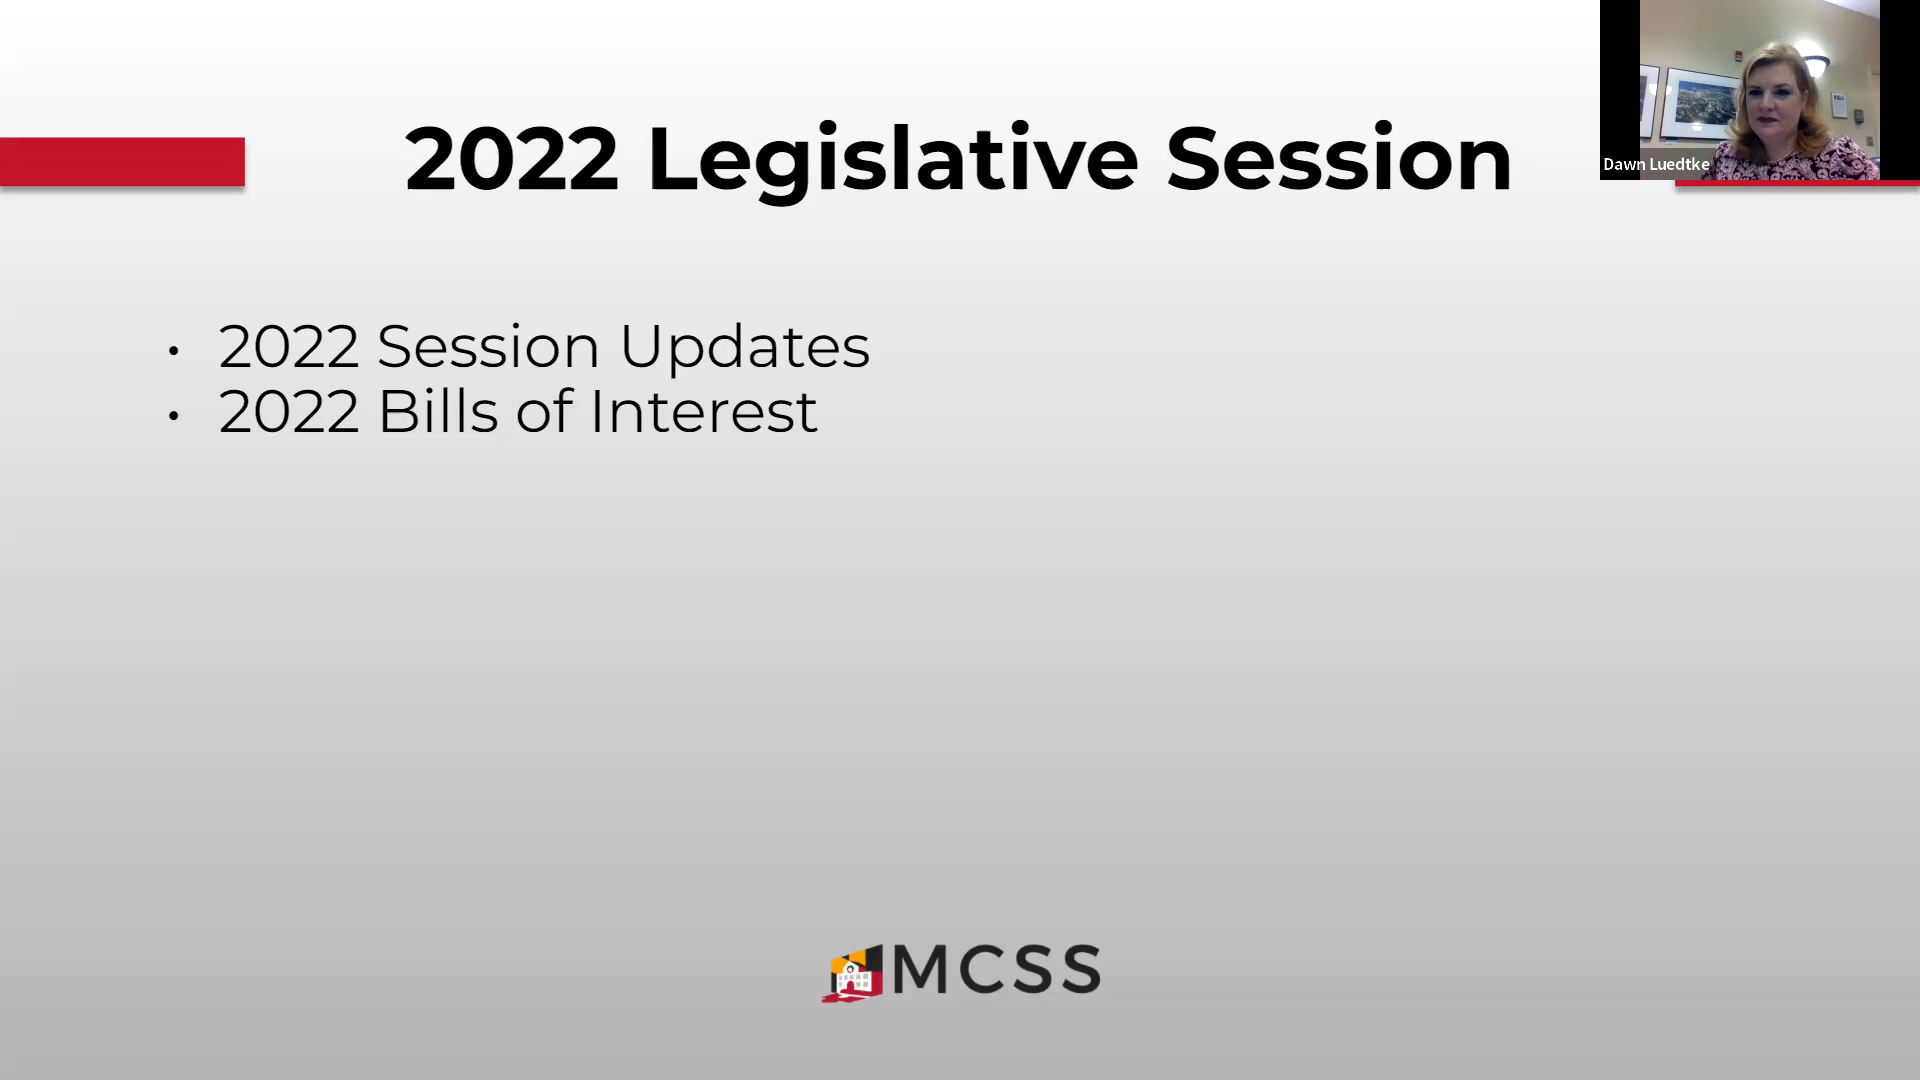 2022 Legislative Session
Dawn Luedtke
• 2022 Session Updates
• 2022 Bills of Interest
MCSS